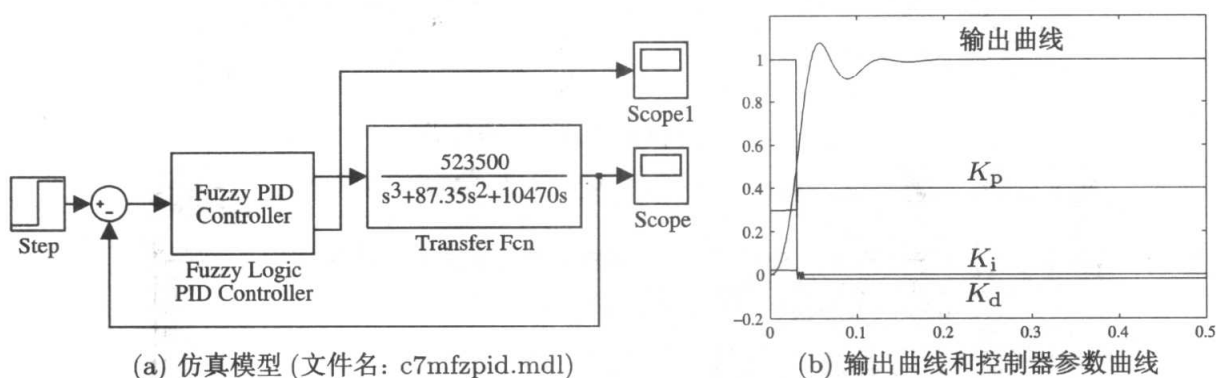 Step
+
−
Fuzzy PID
Controller
Fuzzy Logic
PID Controller
523500
s³+87.35s²+10470s
Transfer Fcn
Scope1
Scope
(a) 仿真模型 (文件名: c7mfzpid.mdl)
输出曲线
1
0.8
0.6
0.4
0.2
0
−0.2
Kp
Ki
Kd
0
0.1
0.2
0.3
0.4
0.5
(b) 输出曲线和控制器参数曲线